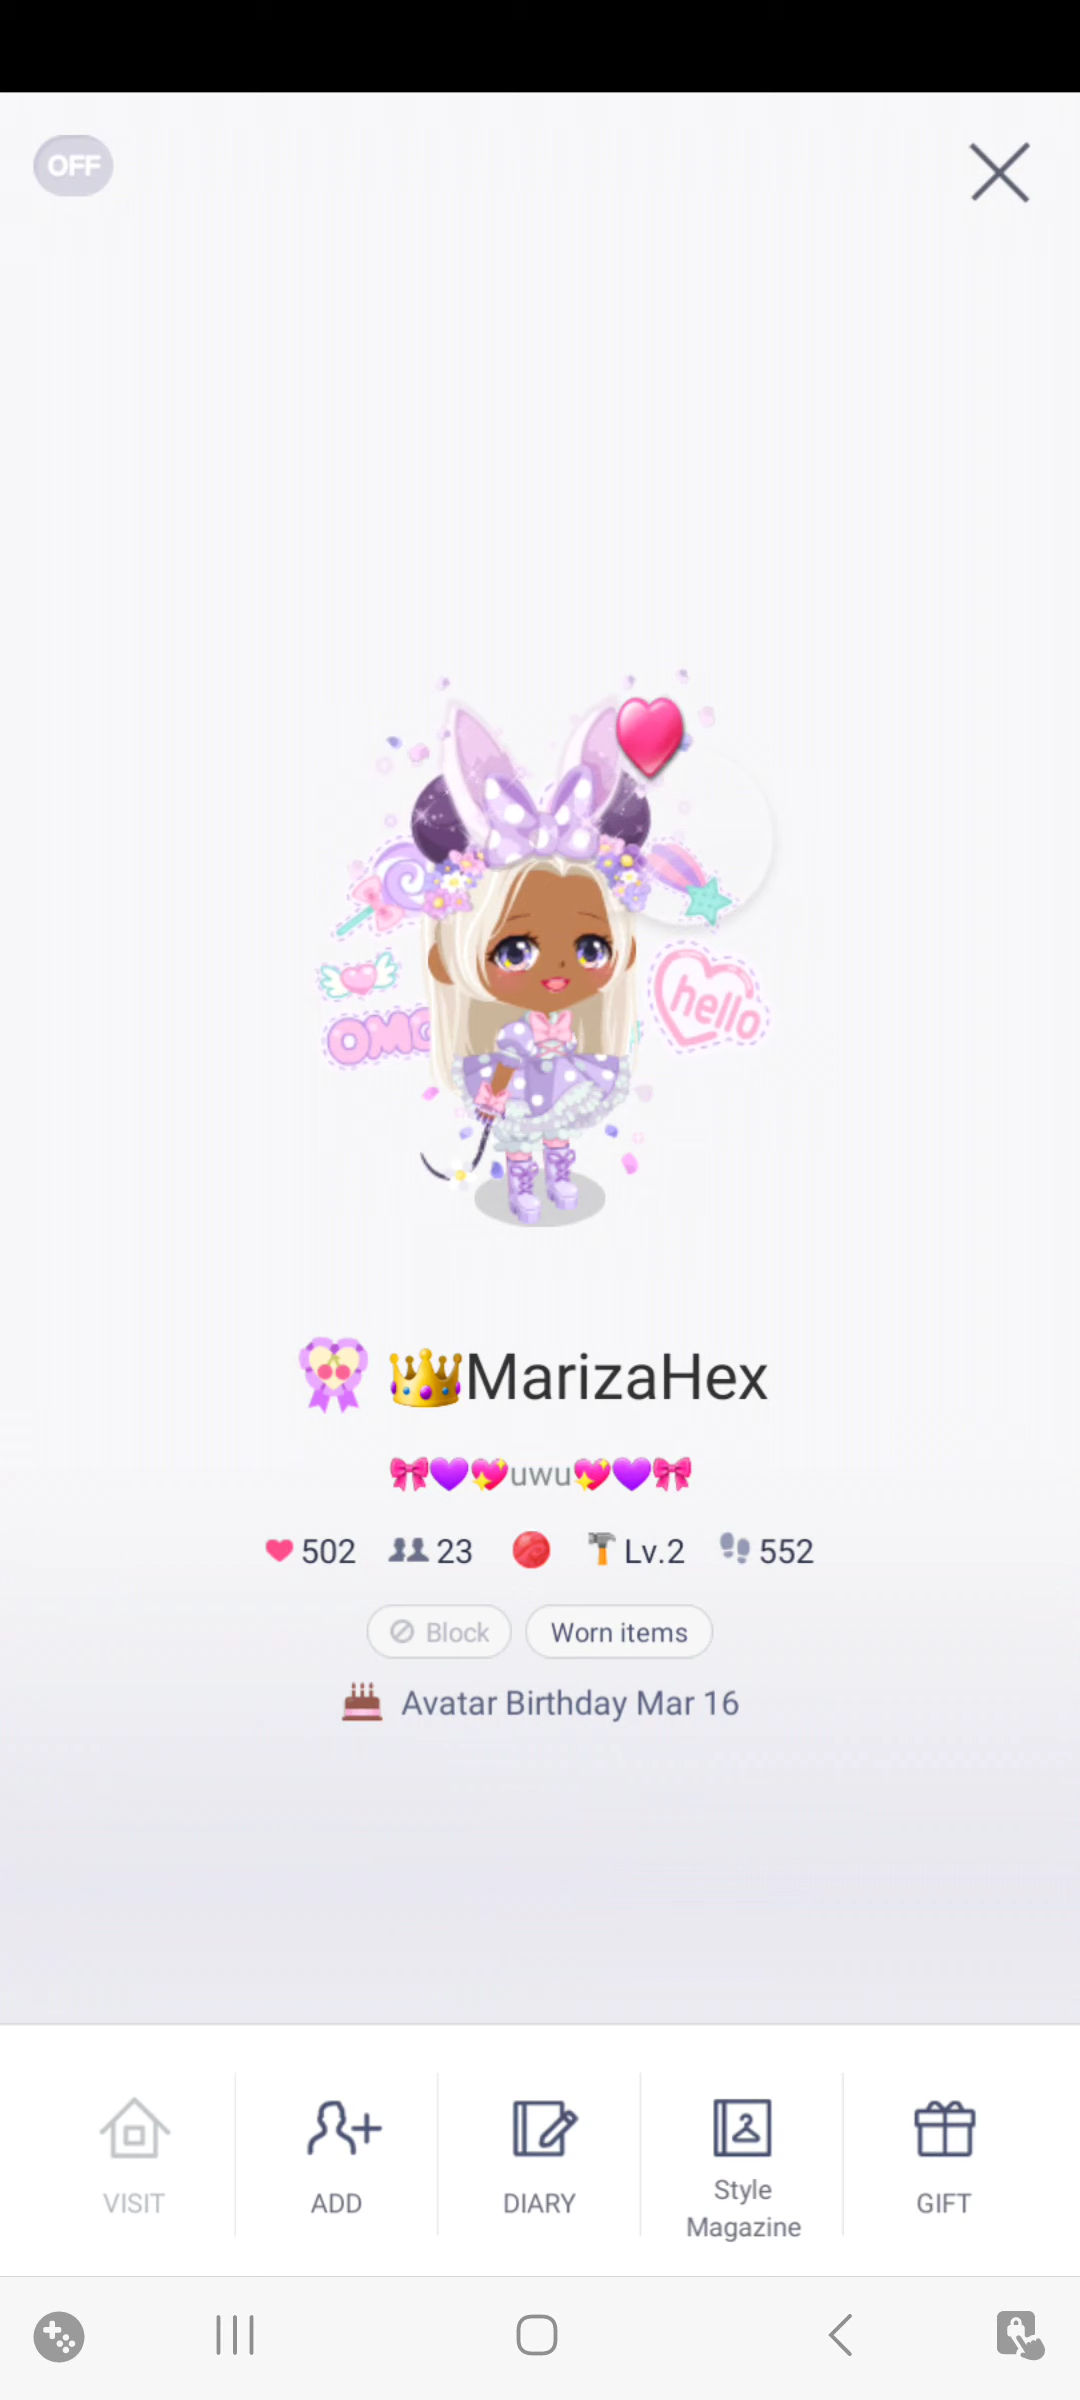 OFF
OMG
hello
👑MarizaHex
🎀💜💖uwu💖💜🎀
502 23 Lv.2 552
Block Worn items
Avatar Birthday Mar 16
VISIT ADD DIARY Style Magazine GIFT